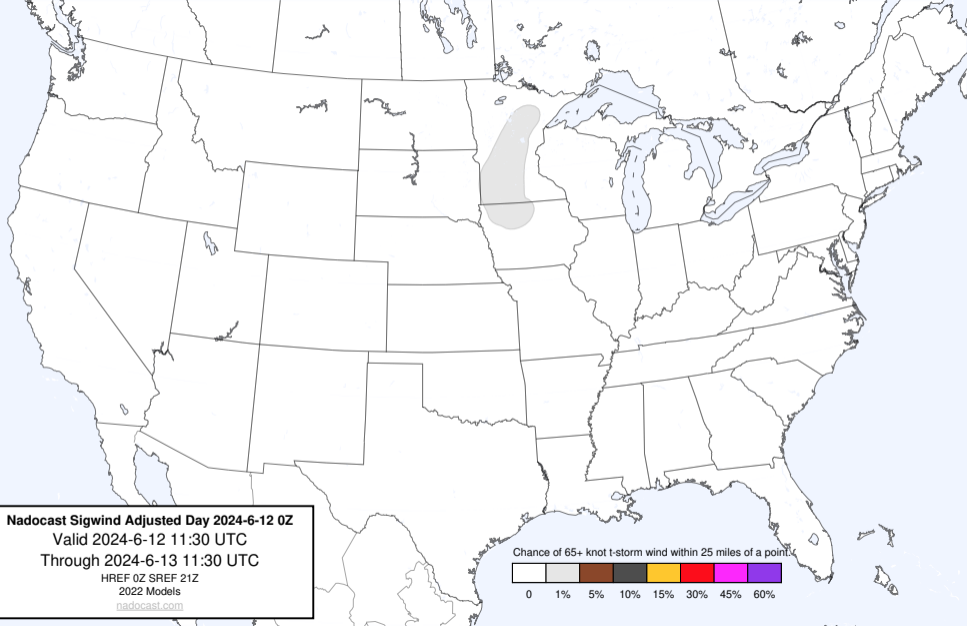 Nadocast Sigwind Adjusted Day 2024-6-12 0Z
Valid 2024-6-12 11:30 UTC
Through 2024-6-13 11:30 UTC
HREF 0Z SREF 21Z
2022 Models
nadocast.com
Chance of 65+ knot t-storm wind within 25 miles of a point.
0 1% 5% 10% 15% 30% 45% 60%